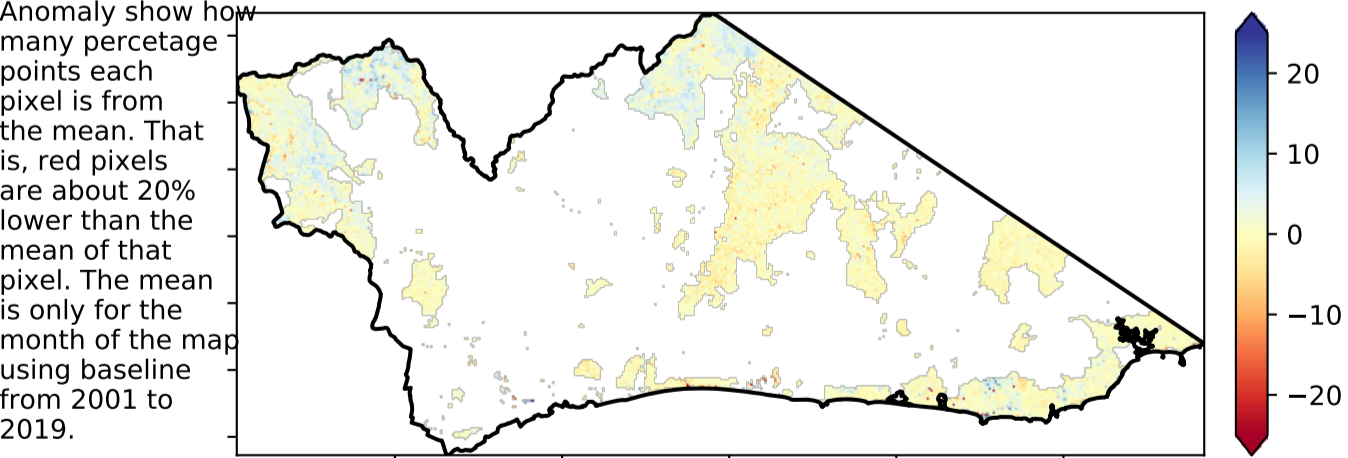 Anomaly show how
many percetage
points each
pixel is from
the mean. That
is, red pixels
are about 20%
lower than the
mean of that
pixel. The mean
is only for the
month of the map
using baseline
from 2001 to
2019.
20
10
0
−10
−20